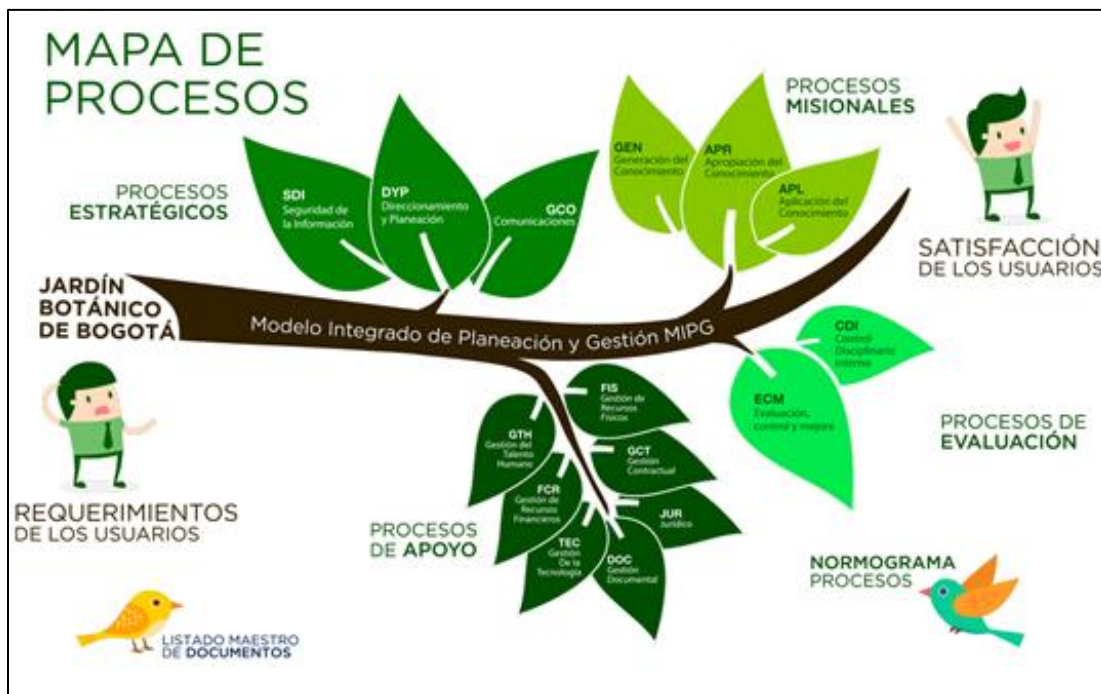 MAPA DE
PROCESOS
PROCESOS
ESTRATÉGICOS
SDI
Seguridad de
la Información
DYP
Direccionamiento
y Planeación
GCO
Comunicaciones
PROCESOS
MISIONALES
GEN
Generación del
Conocimiento
APR
Apropiación del
Conocimiento
APL
Aplicación del
Conocimiento
SATISFACCIÓN
DE LOS USUARIOS
JARDÍN
BOTÁNICO
DE BOGOTÁ
Modelo Integrado de Planeación y Gestión MIPG
CDI
Control
Disciplinario
Interno
ECM
Evaluación,
control y mejora
PROCESOS DE
EVALUACIÓN
REQUERIMIENTOS
DE LOS USUARIOS
PROCESOS
DE APOYO
FIS
Gestión de
Recursos
Físicos
GTH
Gestión del
Talento
Humano
GCT
Gestión
Contractual
FCR
Gestión de
Recursos
Financieros
JUR
Jurídico
TEC
Gestión
De la
Tecnología
DOC
Gestión
Documental
NORMOGRAMA
PROCESOS
LISTADO MAESTRO
DE DOCUMENTOS